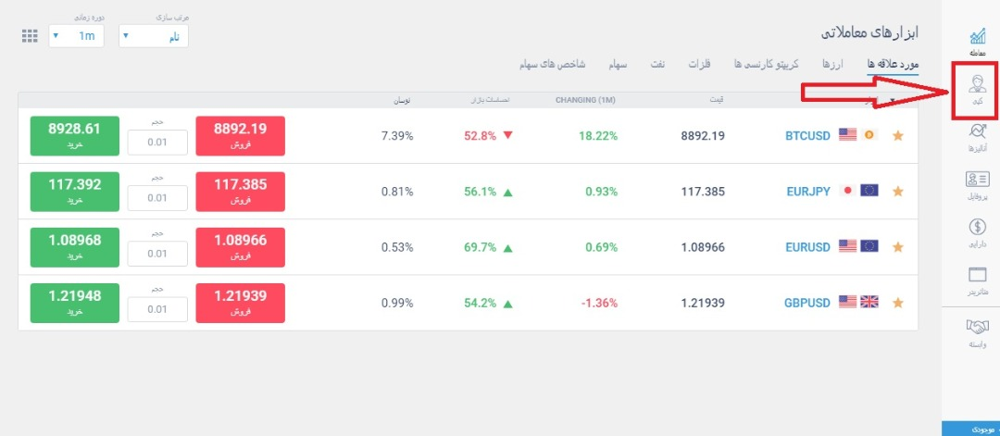 ابزارهای معاملاتی
مرتب سازی
نام
دوره زمانی
1m
مورد علاقه ها
ارزها
کریپتو کارنسی ها
فلزات
نفت
سهام
شاخص های سهام
قیمت
CHANGING (1M)
احساسات بازار
نوسان
BTCUSD 8892.19 18.22% 52.8% 7.39%
8892.19
فروش
حجم
0.01
8928.61
خرید
EURJPY 117.385 0.93% 56.1% 0.81%
117.385
فروش
حجم
0.01
117.392
خرید
EURUSD 1.08966 0.69% 69.7% 0.53%
1.08966
فروش
حجم
0.01
1.08968
خرید
GBPUSD 1.21939 -1.36% 54.2% 0.99%
1.21939
فروش
حجم
0.01
1.21948
خرید
معامله
کپی
آنالیزها
پروفایل
دارایی
متاتریدر
وابسته
موجودی